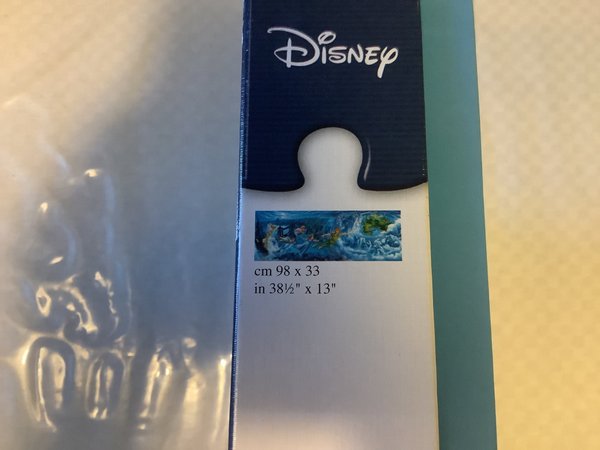 Disney
cm 98 x 33
in 38½" x 13"